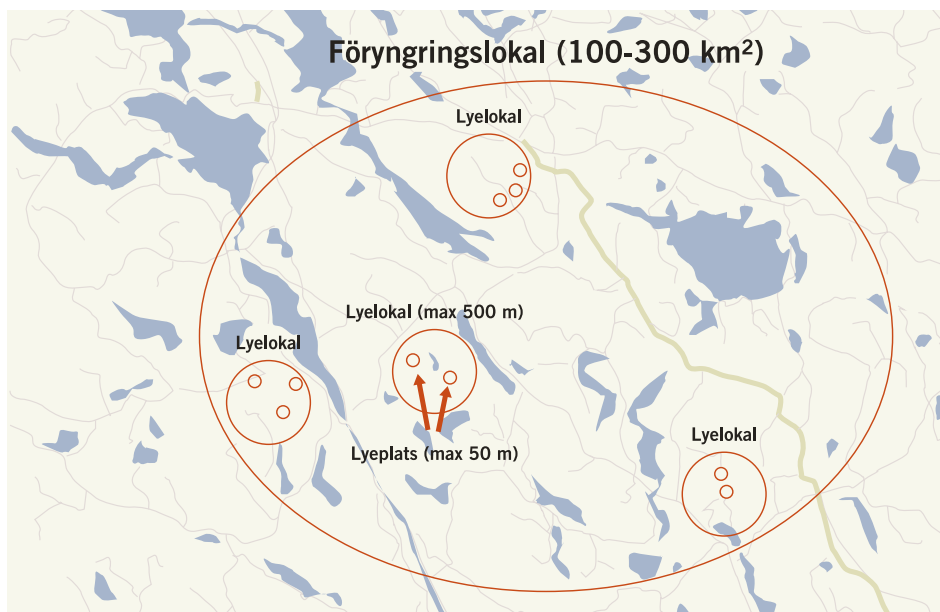 Föryngringslokal (100-300 km²)
Lyelokal
Lyelokal (max 500 m)
Lyelokal
Lyeplats (max 50 m)
Lyelokal